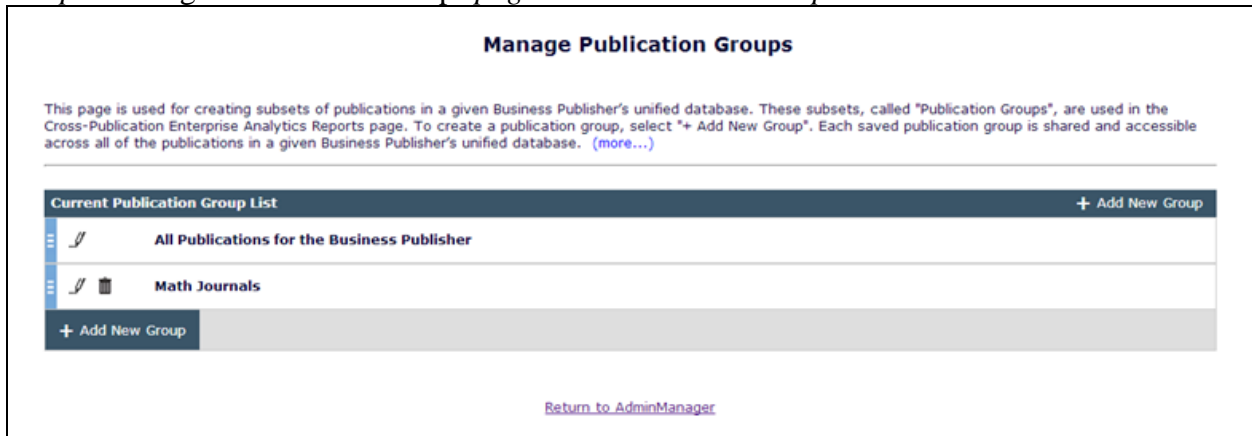 Manage Publication Groups
This page is used for creating subsets of publications in a given Business Publisher's unified database. These subsets, called "Publication Groups", are used in the
Cross-Publication Enterprise Analytics Reports page. To create a publication group, select "+ Add New Group". Each saved publication group is shared and accessible
across all of the publications in a given Business Publisher's unified database. (more...)
Current Publication Group List + Add New Group
All Publications for the Business Publisher
Math Journals
+ Add New Group
Return to AdminManager